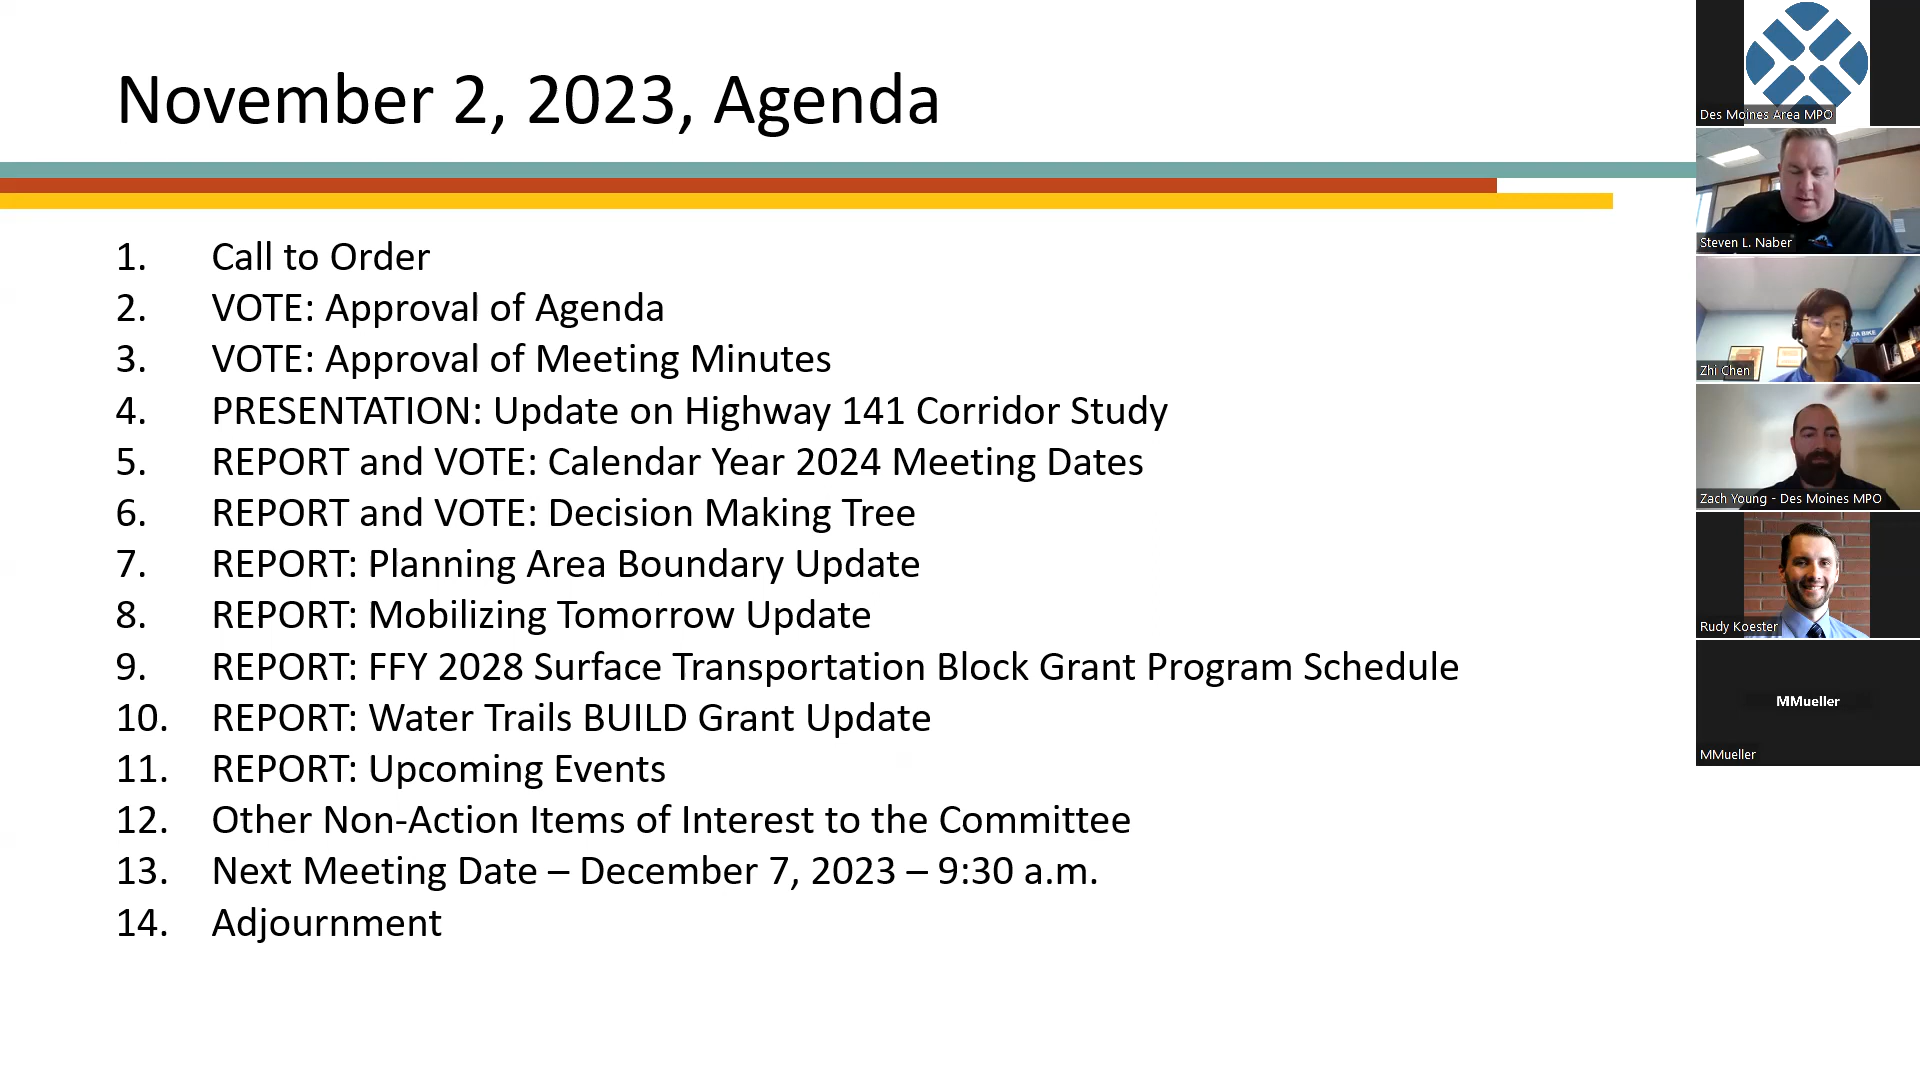 November 2, 2023, Agenda
1. Call to Order
2. VOTE: Approval of Agenda
3. VOTE: Approval of Meeting Minutes
4. PRESENTATION: Update on Highway 141 Corridor Study
5. REPORT and VOTE: Calendar Year 2024 Meeting Dates
6. REPORT and VOTE: Decision Making Tree
7. REPORT: Planning Area Boundary Update
8. REPORT: Mobilizing Tomorrow Update
9. REPORT: FFY 2028 Surface Transportation Block Grant Program Schedule
10. REPORT: Water Trails BUILD Grant Update
11. REPORT: Upcoming Events
12. Other Non-Action Items of Interest to the Committee
13. Next Meeting Date – December 7, 2023 – 9:30 a.m.
14. Adjournment
Des Moines Area MPO
Steven L. Naber
BIKE
Zhi Chen
Zach Young - Des Moines MPO
Rudy Koester
MMueller
MMueller